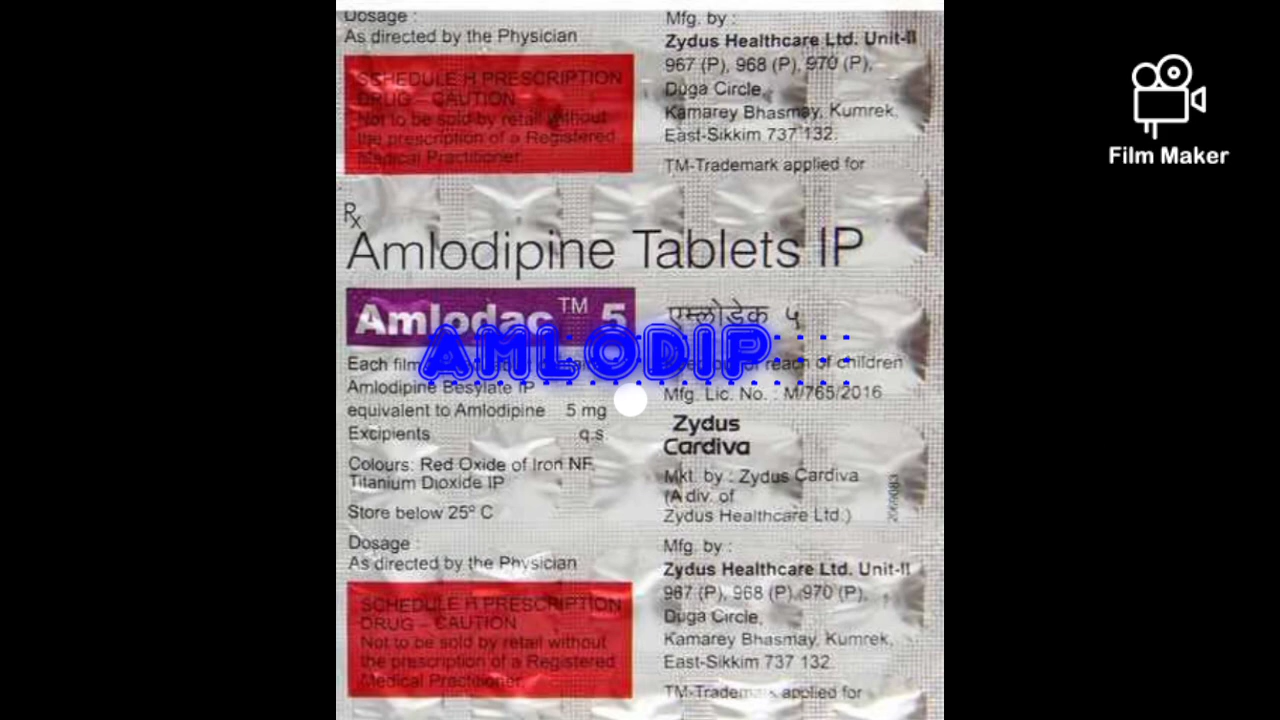 Dosage :
As directed by the Physician
SCHEDULE H PRESCRIPTION
DRUG – CAUTION
Not to be sold by retail without
the prescription of a Registered
Medical Practitioner.
Mfg. by :
Zydus Healthcare Ltd. Unit-II
967 (P), 968 (P), 970 (P),
Duga Circle,
Kamarey Bhasmay, Kumrek,
East-Sikkim 737 132.
TM-Trademark applied for
Film Maker
Rx
Amlodipine Tablets IP
Amlodac TM 5
एम्लोडेक ५
AMLODIP
Each film
out of reach of children
Amlodipine Besylate IP
equivalent to Amlodipine 5 mg
Excipients q.s.
Colours: Red Oxide of Iron NF,
Titanium Dioxide IP
Store below 25° C
Mfg. Lic. No. : M/765/2016
Zydus
Cardiva
Mkt. by : Zydus Cardiva
(A div. of
Zydus Healthcare Ltd.)
Dosage :
As directed by the Physician
SCHEDULE H PRESCRIPTION
DRUG – CAUTION
Not to be sold by retail without
the prescription of a Registered
Medical Practitioner.
Mfg. by :
Zydus Healthcare Ltd. Unit-II
967 (P), 968 (P), 970 (P),
Duga Circle,
Kamarey Bhasmay, Kumrek,
East-Sikkim 737 132
TM-Trademark applied for